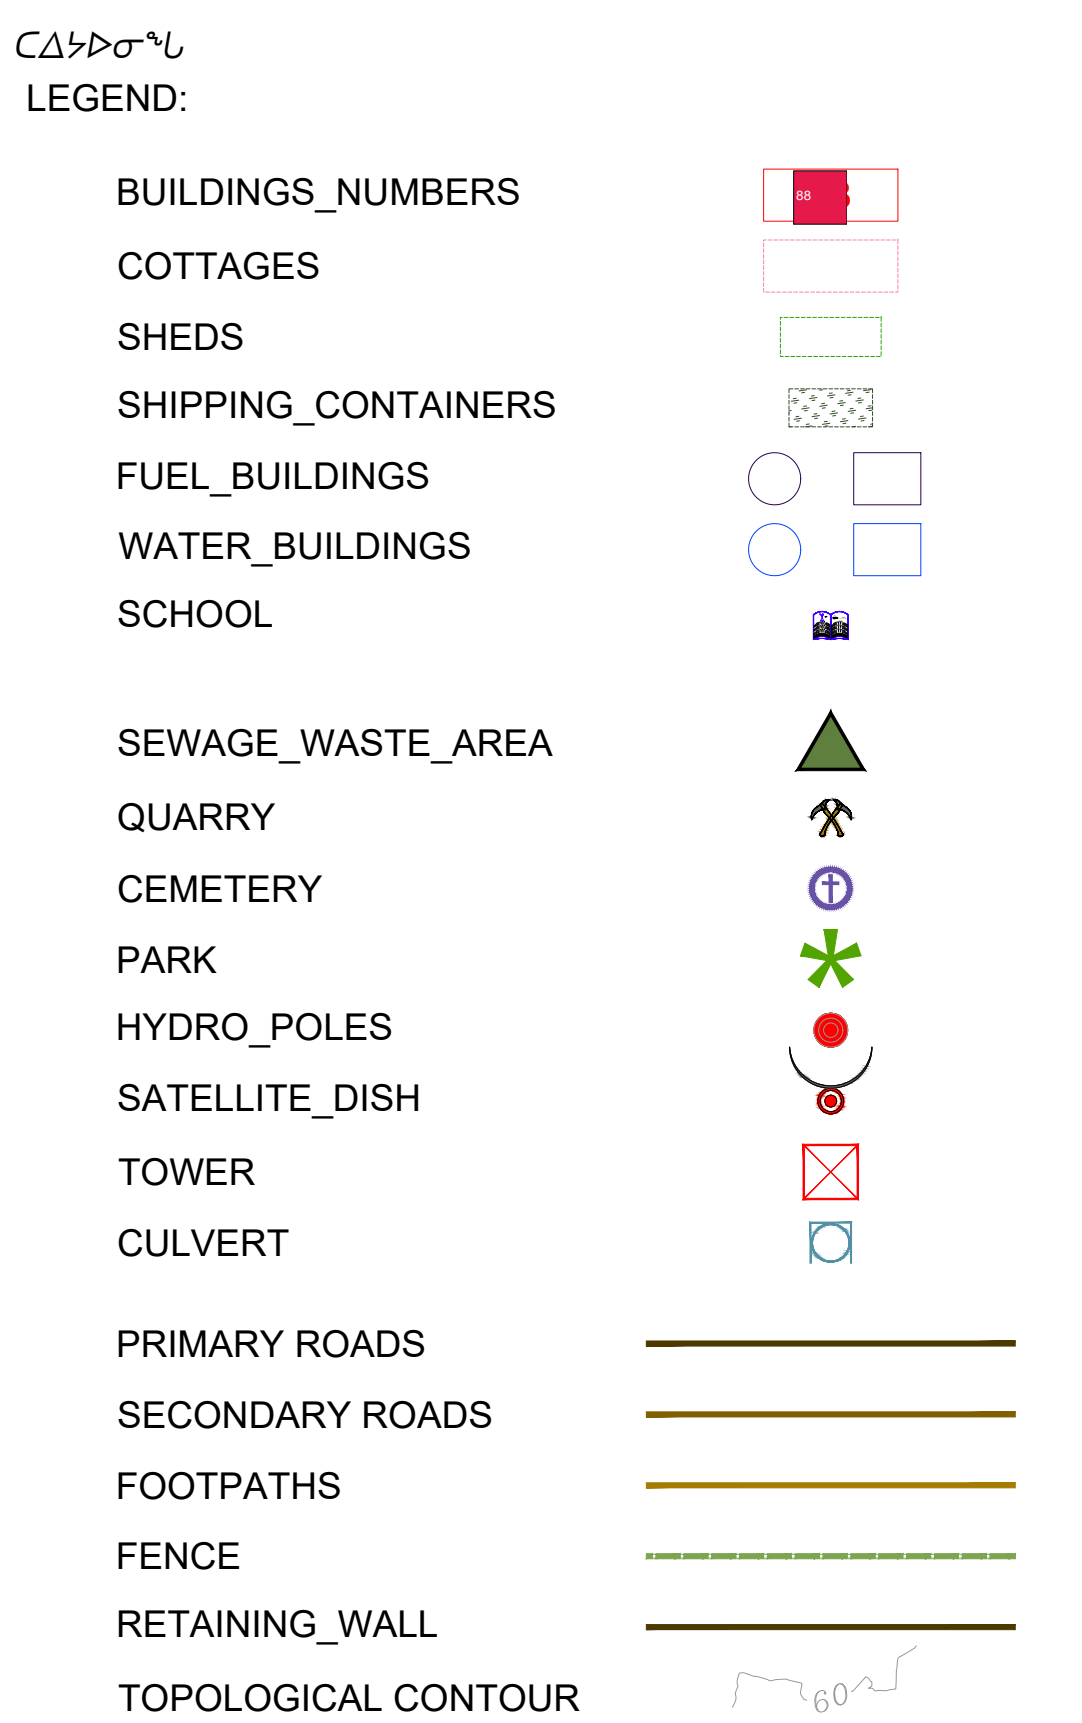 ᑕᐃᔭᐅᓂᖓ
LEGEND:
BUILDINGS_NUMBERS 88
COTTAGES
SHEDS
SHIPPING_CONTAINERS
FUEL_BUILDINGS
WATER_BUILDINGS
SCHOOL
SEWAGE_WASTE_AREA
QUARRY
CEMETERY
PARK
HYDRO_POLES
SATELLITE_DISH
TOWER
CULVERT
PRIMARY ROADS
SECONDARY ROADS
FOOTPATHS
FENCE
RETAINING_WALL
TOPOLOGICAL CONTOUR 60